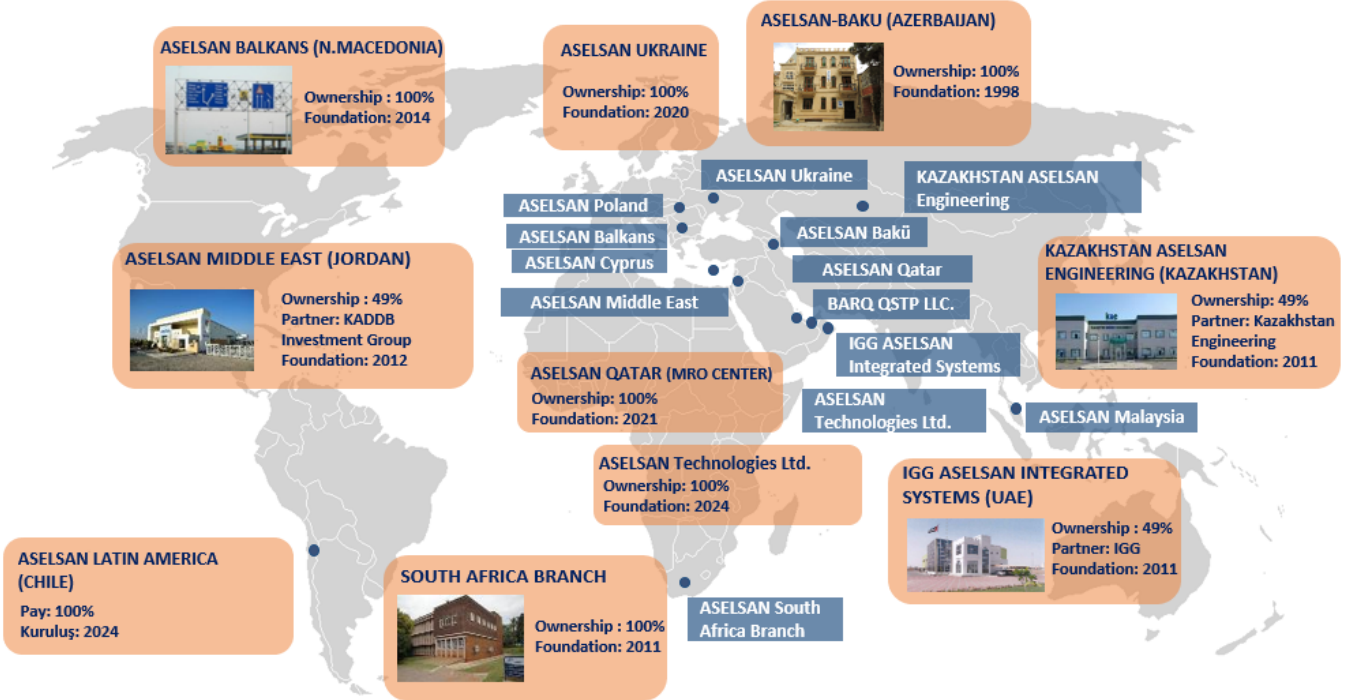 ASELSAN BALKANS (N.MACEDONIA)
Ownership : 100%
Foundation: 2014
ASELSAN UKRAINE
Ownership: 100%
Foundation: 2020
ASELSAN-BAKU (AZERBAIJAN)
Ownership: 100%
Foundation: 1998
ASELSAN Ukraine
KAZAKHSTAN ASELSAN
Engineering
ASELSAN Poland
ASELSAN Balkans
ASELSAN Bakü
ASELSAN Cyprus
ASELSAN Qatar
ASELSAN Middle East
BARQ QSTP LLC.
IGG ASELSAN
Integrated Systems
ASELSAN
Technologies Ltd.
ASELSAN Malaysia
ASELSAN MIDDLE EAST (JORDAN)
Ownership : 49%
Partner: KADDB
Investment Group
Foundation: 2012
KAZAKHSTAN ASELSAN
ENGINEERING (KAZAKHSTAN)
kae
Ownership: 49%
Partner: Kazakhstan
Engineering
Foundation: 2011
ASELSAN QATAR (MRO CENTER)
Ownership: 100%
Foundation: 2021
ASELSAN Technologies Ltd.
Ownership: 100%
Foundation: 2024
IGG ASELSAN INTEGRATED
SYSTEMS (UAE)
Ownership : 49%
Partner: IGG
Foundation: 2011
ASELSAN LATIN AMERICA
(CHILE)
Pay: 100%
Kuruluş: 2024
SOUTH AFRICA BRANCH
Ownership : 100%
Foundation: 2011
ASELSAN South
Africa Branch